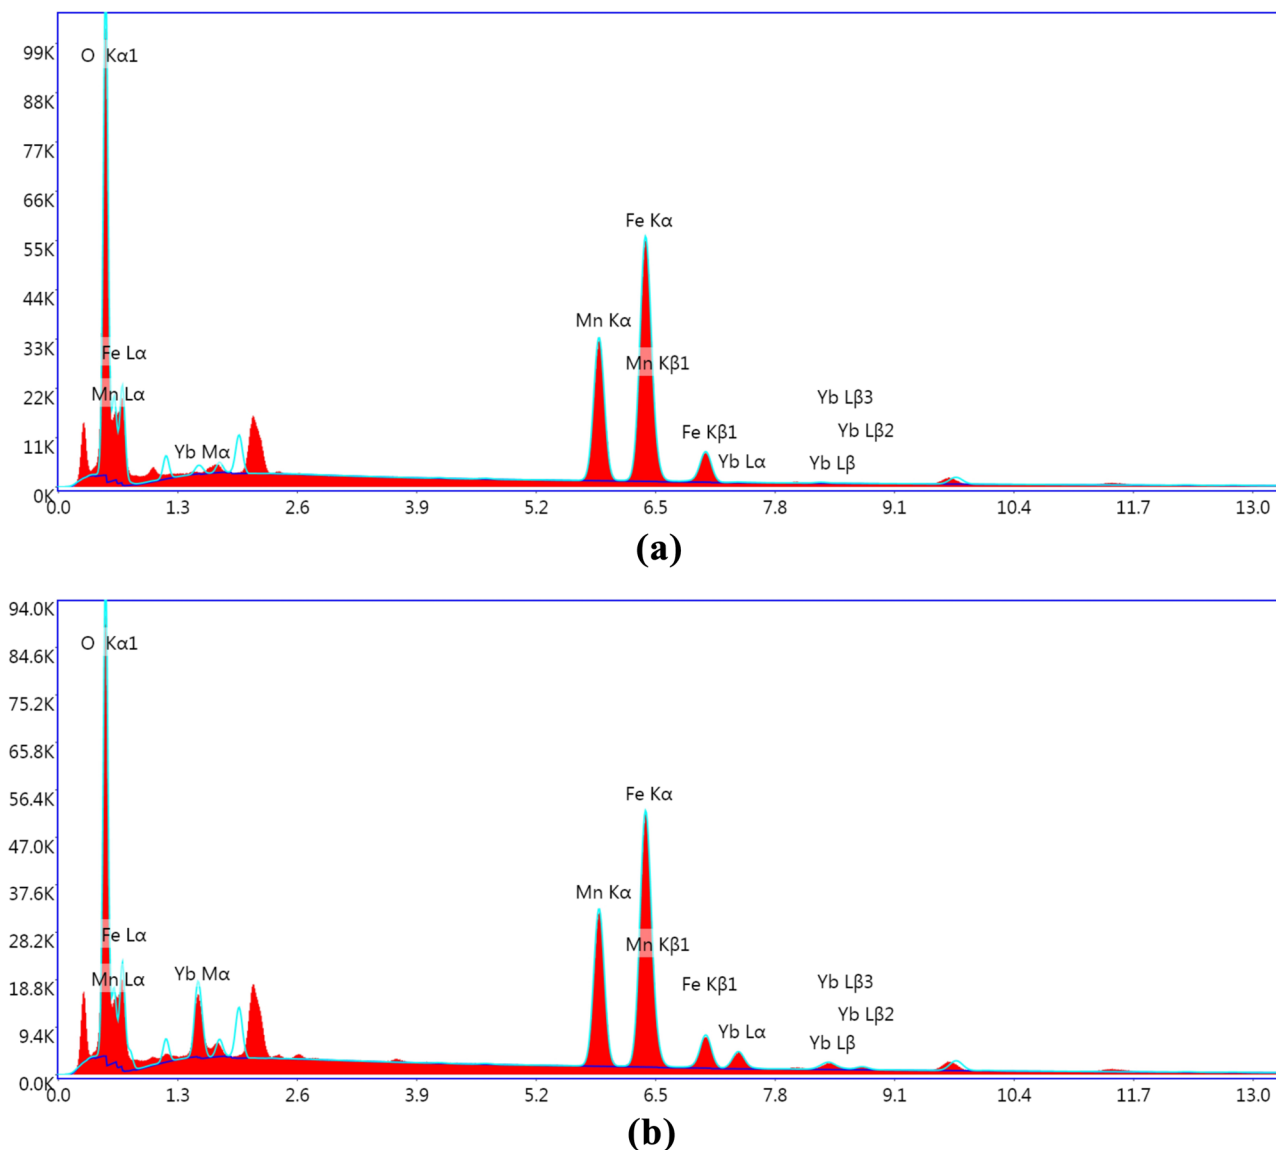 99K
O Kα1
88K
77K
66K
55K
44K
33K
22K
11K
0K
Fe Kα
Mn Kα
Fe Lα
Mn Kβ1
Mn Lα
Yb Lβ3
Yb Mα
Fe Kβ1
Yb Lβ2
Yb Lα
Yb Lβ
0.0 1.3 2.6 3.9 5.2 6.5 7.8 9.1 10.4 11.7 13.0
(a)
94.0K
O Kα1
84.6K
75.2K
65.8K
56.4K
47.0K
37.6K
28.2K
18.8K
9.4K
0.0K
Fe Kα
Mn Kα
Fe Lα
Mn Kβ1
Mn Lα
Yb Mα
Fe Kβ1
Yb Lβ3
Yb Lβ2
Yb Lα
Yb Lβ
0.0 1.3 2.6 3.9 5.2 6.5 7.8 9.1 10.4 11.7 13.0
(b)